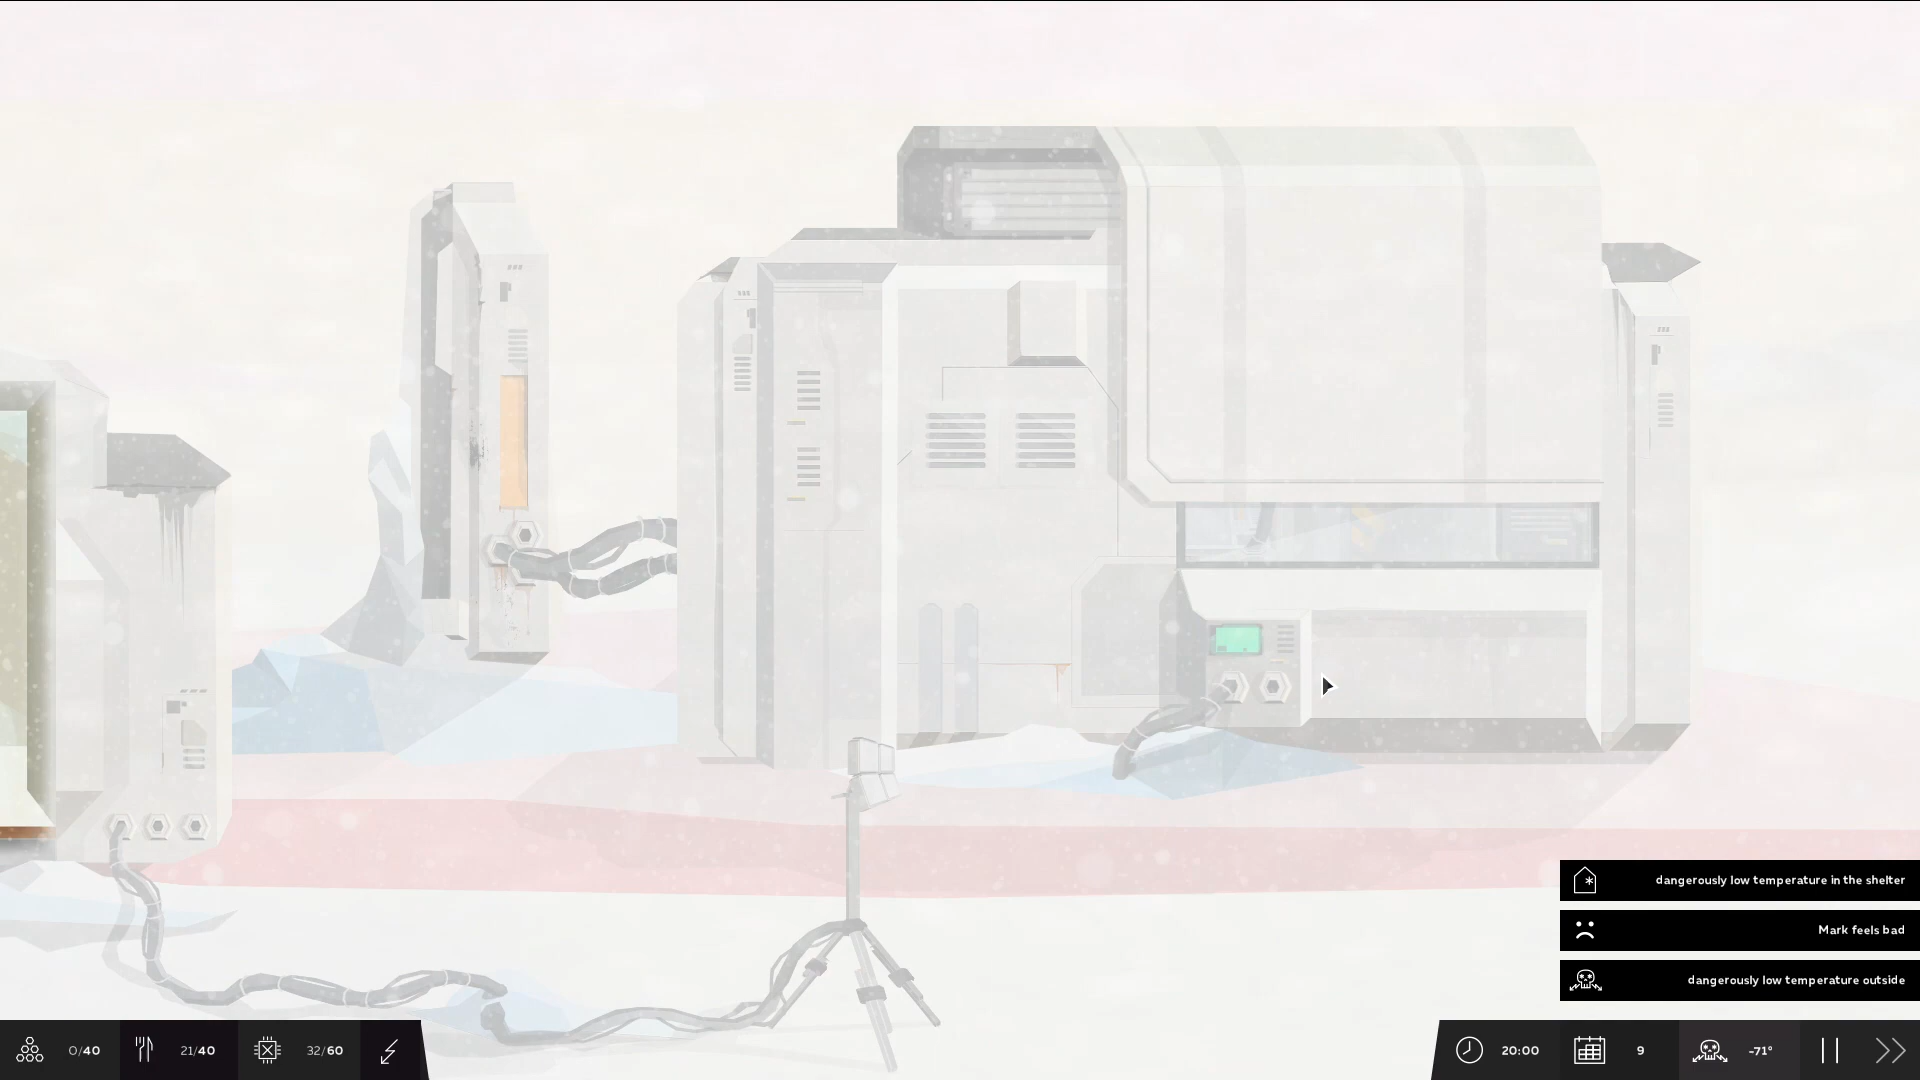 dangerously low temperature in the shelter
Mark feels bad
dangerously low temperature outside
0/40
21/40
32/60
20:00
9
-71°